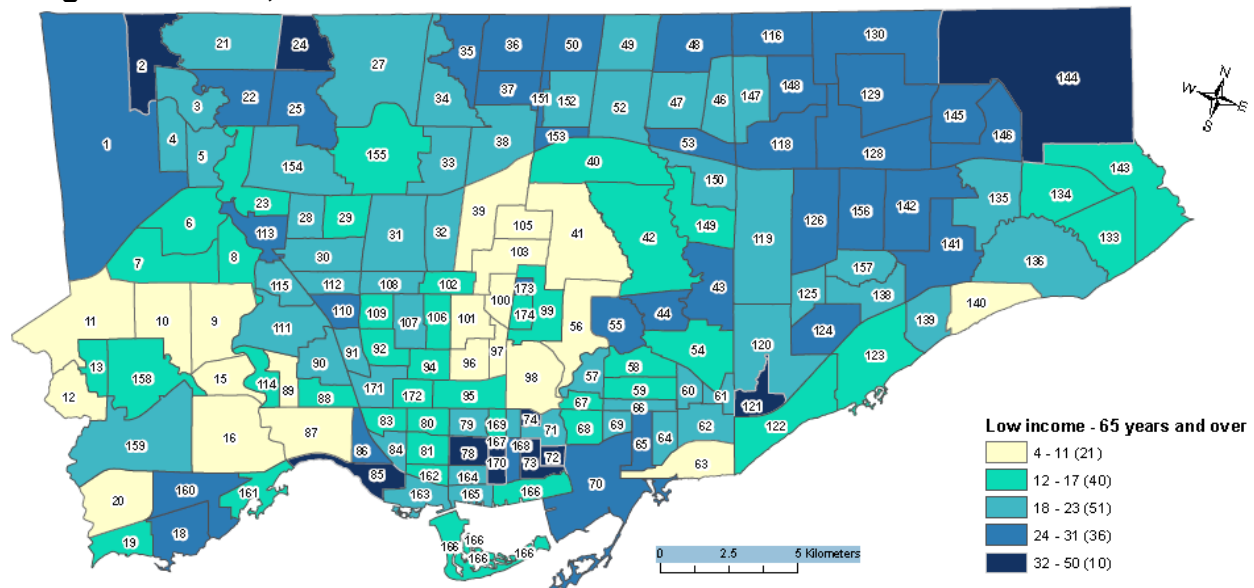 21 24 27 35 36 50 49 48 116 130
2 144
1 3 22 25 34 37 151 152 52 47 46 147 148 129 145 146
4 5 154 155 33 38 153 53 118 128
40 150 135 134 143
6 23 28 29 31 32 39 105 41 42 149 119 126 156 142 133
7 8 113 30 103 141 136
115 112 108 102 100 173 43 157
11 10 9 111 110 109 107 106 101 174 99 56 55 44 125 138 140
13 158 15 90 91 92 94 96 97 98 54 120 124 139 123
12 114 89 88 171 172 95 57 58 59 60 61 121
16 87 83 80 79 169 74 71 67 68 69 66 65 64 62 122
159 86 84 81 78 167 168 72 63
20 160 161 85 162 164 170 73 70
19 18 163 165 166
166 166 166 166
N
W E
S
Low income - 65 years and over
4 - 11 (21)
12 - 17 (40)
18 - 23 (51)
24 - 31 (36)
32 - 50 (10)
0 2.5 5 Kilometers